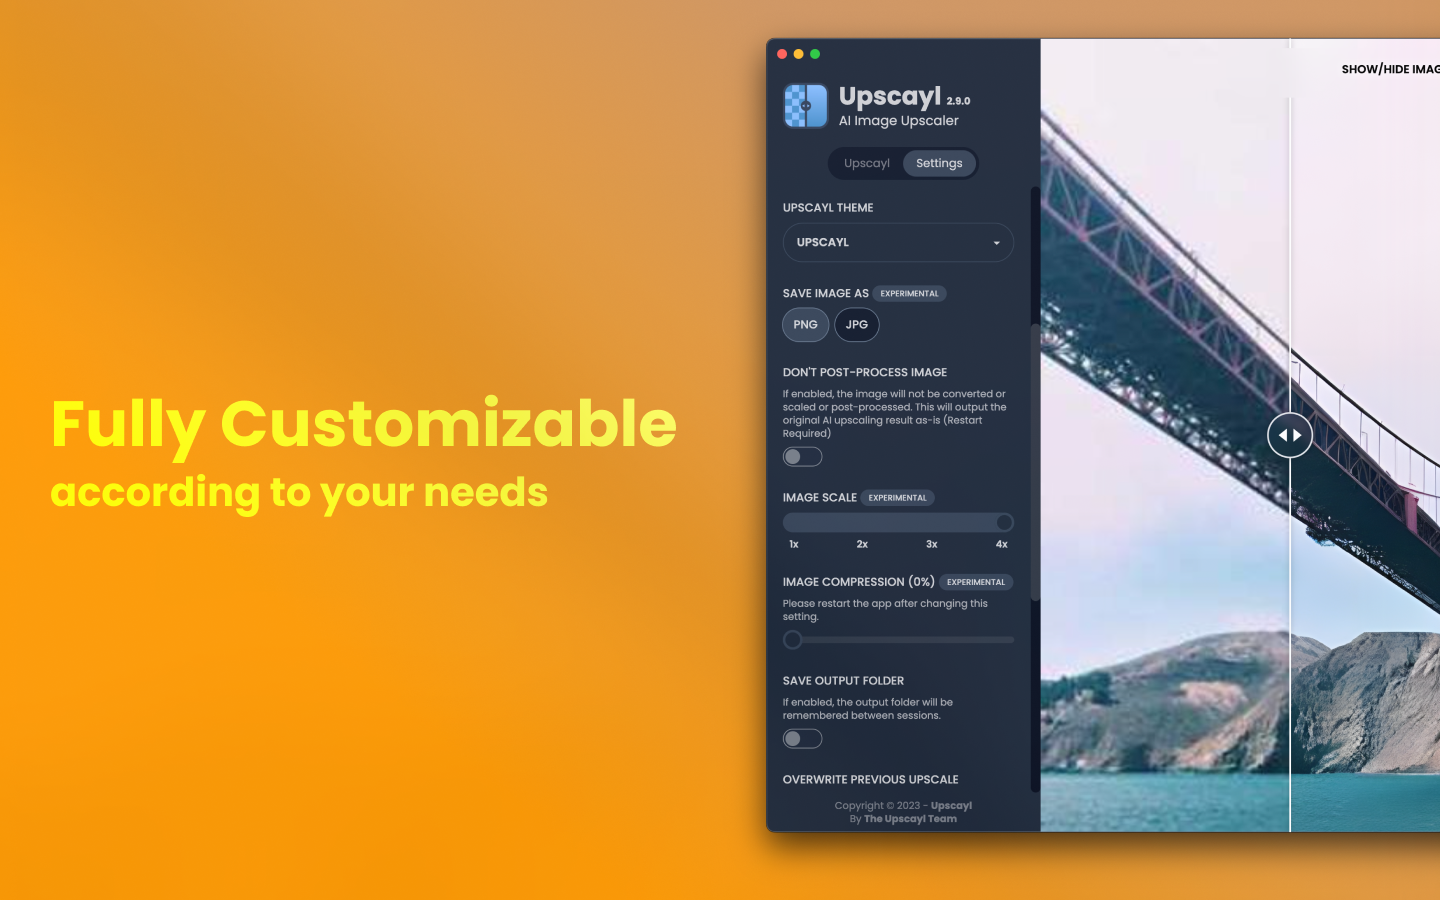 Fully Customizable
according to your needs
Upscayl 2.9.0
AI Image Upscaler
Upscayl Settings
UPSCAYL THEME
UPSCAYL
SAVE IMAGE AS EXPERIMENTAL
PNG JPG
DON'T POST-PROCESS IMAGE
If enabled, the image will not be converted or
scaled or post-processed. This will output the
original AI upscaling result as-is (Restart
Required)
IMAGE SCALE EXPERIMENTAL
1x 2x 3x 4x
IMAGE COMPRESSION (0%) EXPERIMENTAL
Please restart the app after changing this
setting.
SAVE OUTPUT FOLDER
If enabled, the output folder will be
remembered between sessions.
OVERWRITE PREVIOUS UPSCALE
Copyright © 2023 - Upscayl
By The Upscayl Team
SHOW/HIDE IMAG